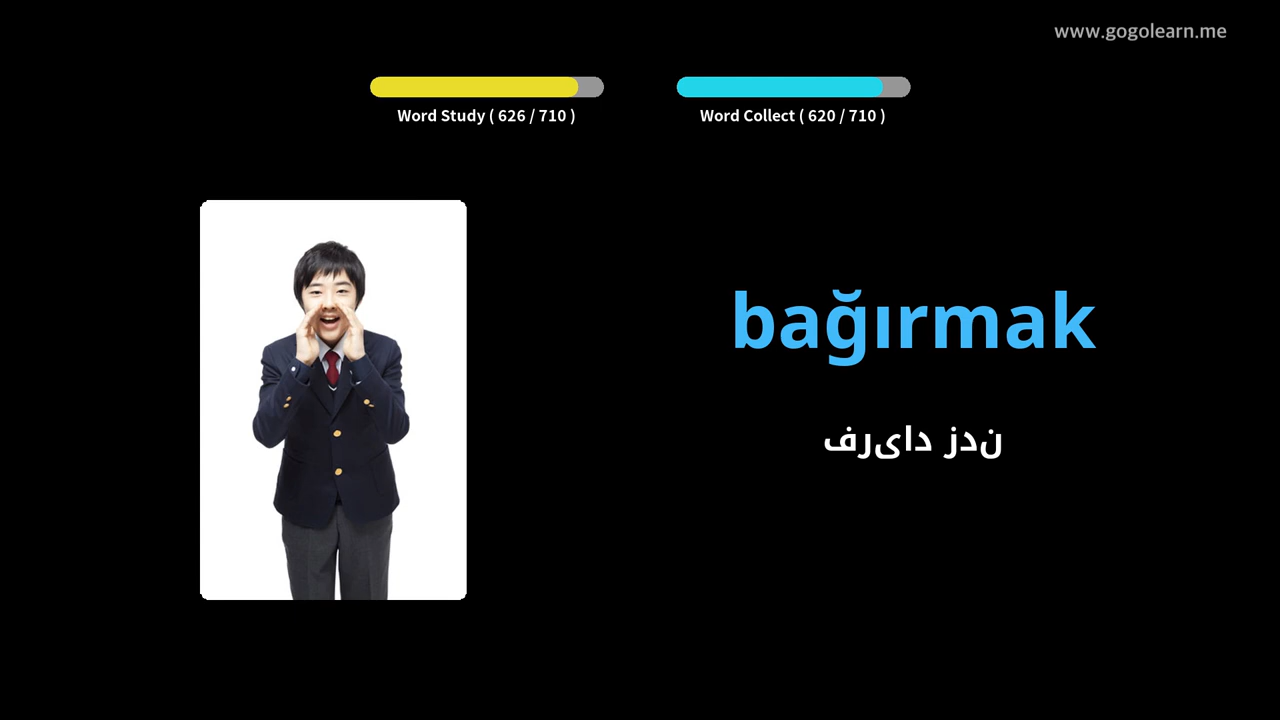 www.gogolearn.me
Word Study ( 626 / 710 )
Word Collect ( 620 / 710 )
bağırmak
فریاد زدن